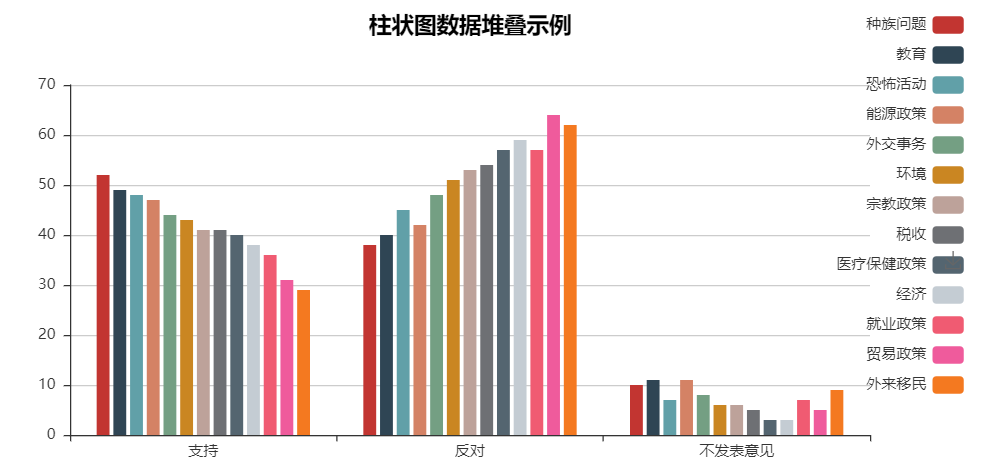 柱状图数据堆叠示例
种族问题
教育
恐怖活动
能源政策
外交事务
环境
宗教政策
税收
医疗保健政策
经济
就业政策
贸易政策
外来移民
70
60
50
40
30
20
10
0
支持
反对
不发表意见